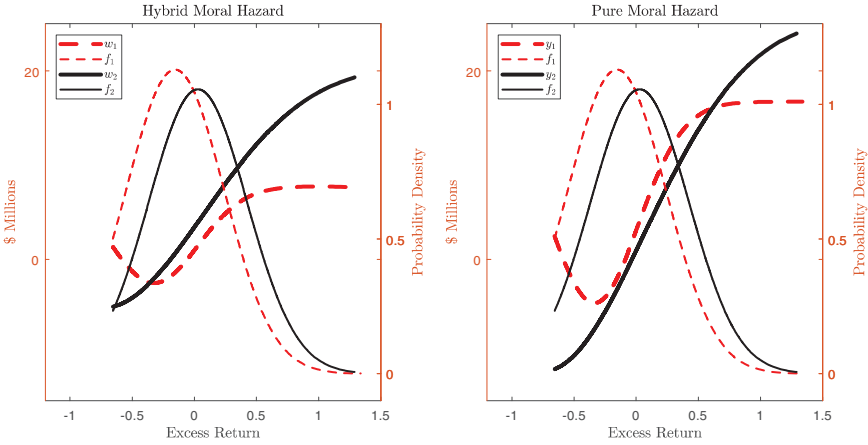 Hybrid Moral Hazard
w₁
f₁
w₂
f₂
20
0
$ Millions
1
0.5
0
Probability Density
-1
-0.5
0
0.5
1
1.5
Excess Return
Pure Moral Hazard
y₁
f₁
y₂
f₂
20
0
$ Millions
1
0.5
0
Probability Density
-1
-0.5
0
0.5
1
1.5
Excess Return